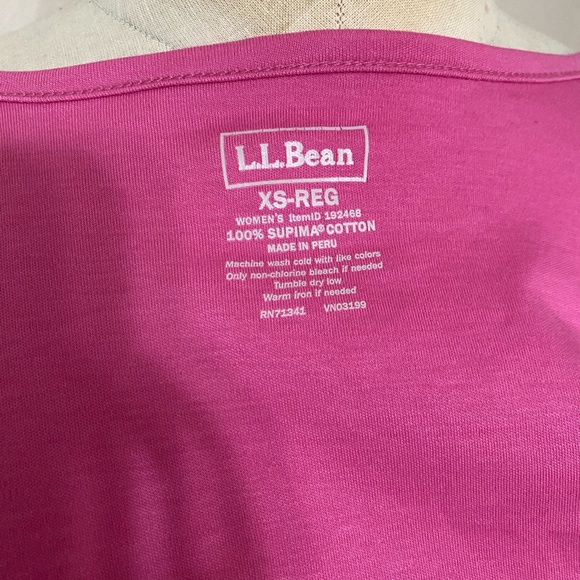 L.L.Bean
XS-REG
WOMEN'S ItemID 192468
100% SUPIMA® COTTON
MADE IN PERU
Machine wash cold with like colors
Only non-chlorine bleach if needed
Tumble dry low
Warm iron if needed
RN71341 VN03199